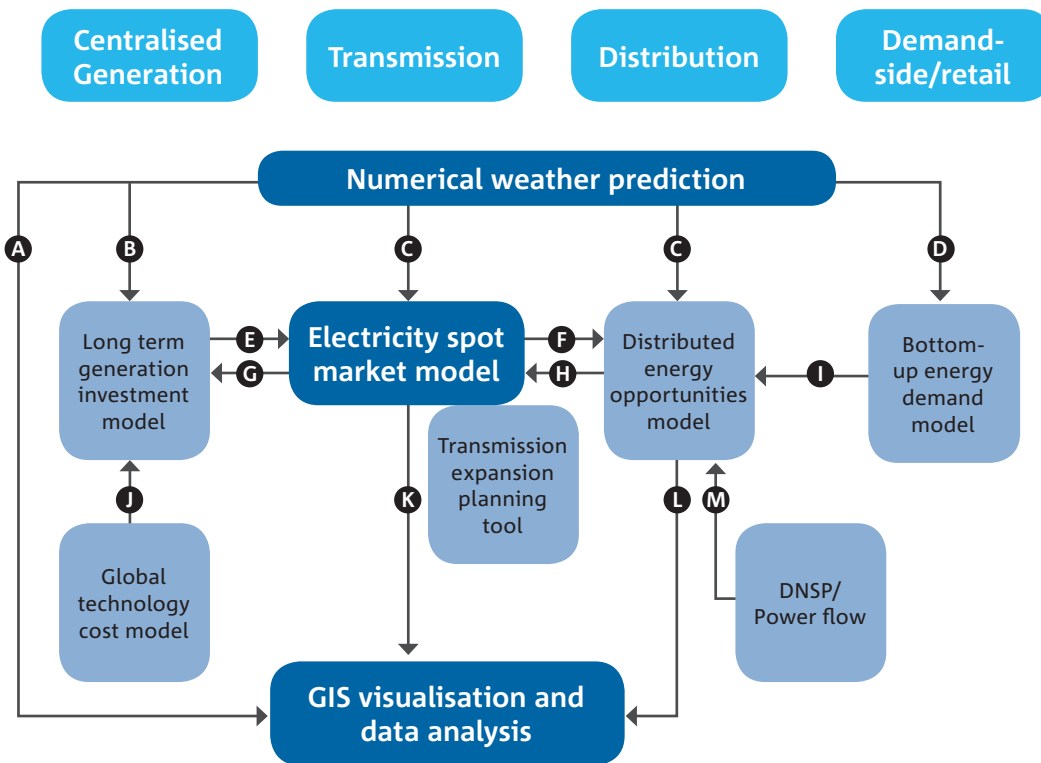 Centralised
Generation
Transmission
Distribution
Demand-
side/retail
Numerical weather prediction
A
B
C
C
D
Long term
generation
investment
model
E
G
Electricity spot
market model
F
H
Distributed
energy
opportunities
model
I
Bottom-
up energy
demand
model
J
K
Transmission
expansion
planning
tool
L
M
Global
technology
cost model
DNSP/
Power flow
GIS visualisation and
data analysis